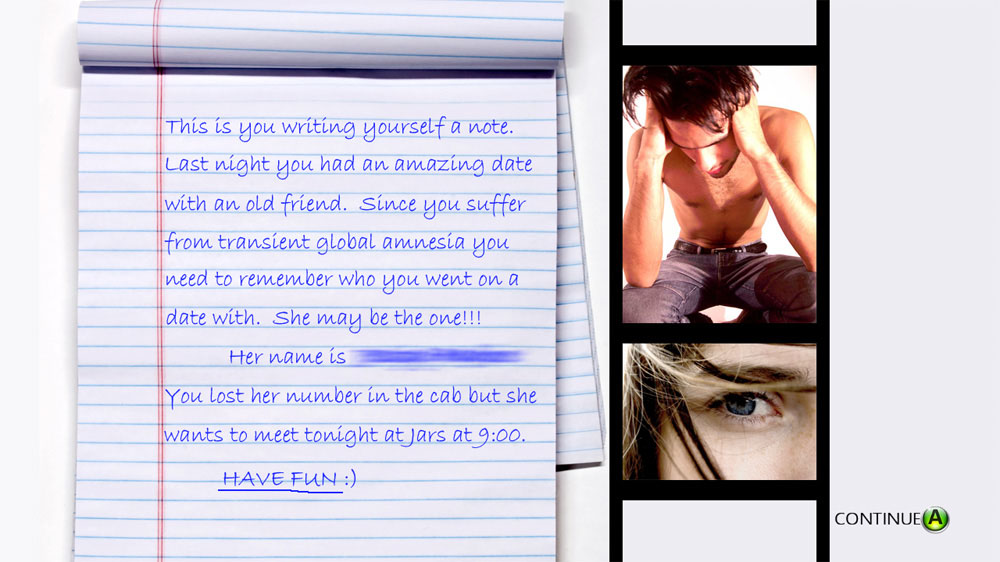 This is you writing yourself a note.
Last night you had an amazing date
with an old friend.  Since you suffer
from transient global amnesia you
need to remember who you went on a
date with.  She may be the one!!!
Her name is
You lost her number in the cab but she
wants to meet tonight at Jars at 9:00.
HAVE FUN :)
CONTINUE A